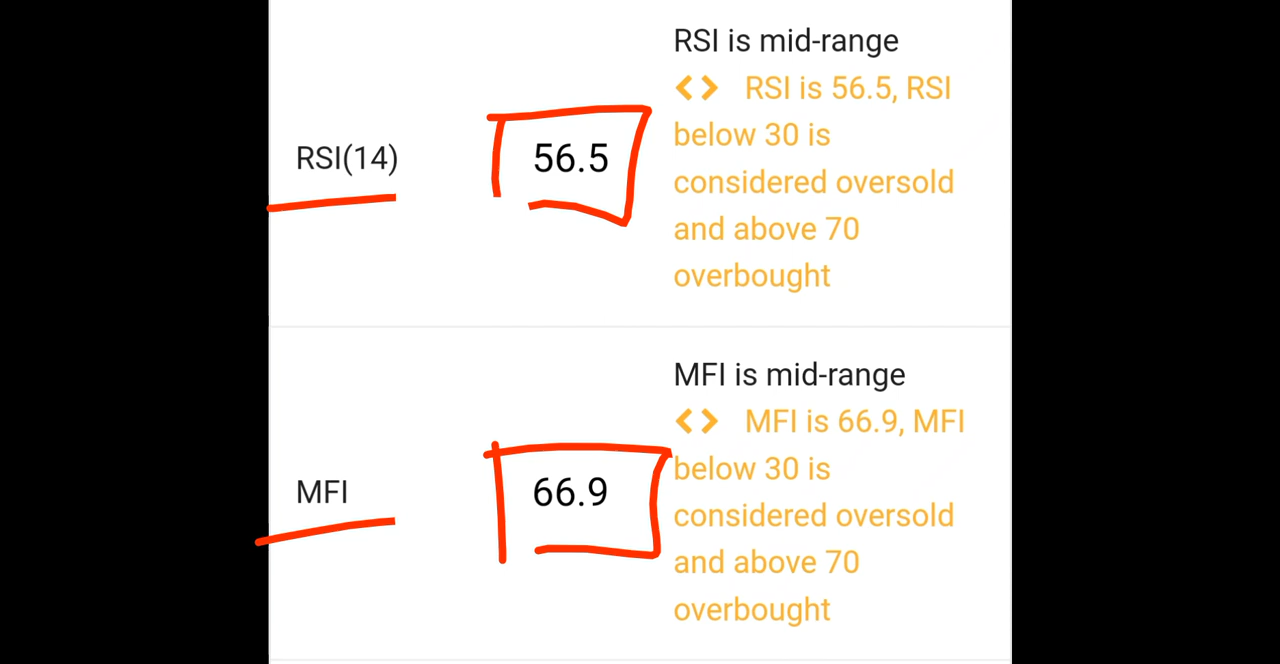 RSI is mid-range
RSI is 56.5, RSI
below 30 is
RSI(14)
56.5
considered oversold
and above 70
overbought
MFI is mid-range
MFI is 66.9, MFI
below 30 is
MFI
66.9
considered oversold
and above 70
overbought